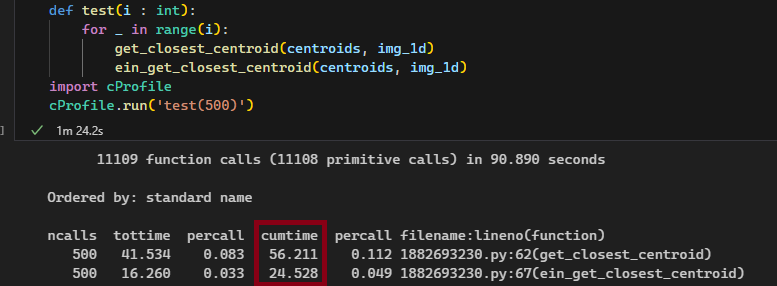 def test(i : int):
    for _ in range(i):
        get_closest_centroid(centroids, img_1d)
        ein_get_closest_centroid(centroids, img_1d)
import cProfile
cProfile.run('test(500)')
] ✓ 1m 24.2s
11109 function calls (11108 primitive calls) in 90.890 seconds
Ordered by: standard name
ncalls tottime percall cumtime percall filename:lineno(function)
500 41.534 0.083 56.211 0.112 1882693230.py:62(get_closest_centroid)
500 16.260 0.033 24.528 0.049 1882693230.py:67(ein_get_closest_centroid)